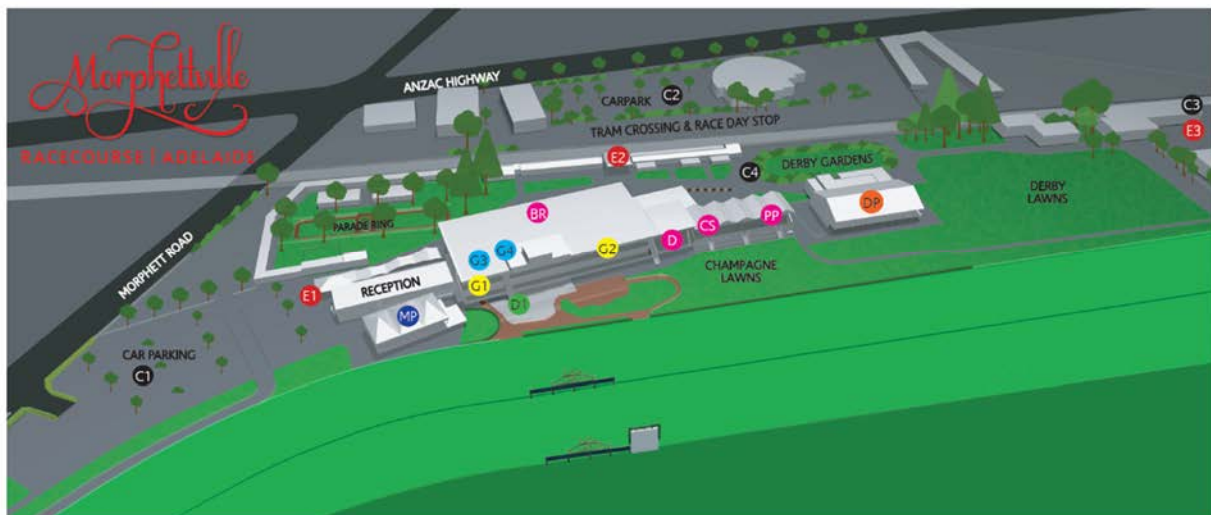 Morphettville
RACECOURSE | ADELAIDE
ANZAC HIGHWAY
CARPARK C2
TRAM CROSSING & RACE DAY STOP
C3
E3
E2
C4
DERBY GARDENS
DERBY
LAWNS
DP
BR
PP
CS
D
G2
PARADE RING
MORPHETT ROAD
G3
G4
CHAMPAGNE
LAWNS
RECEPTION
G1
E1
D1
MP
CAR PARKING
C1